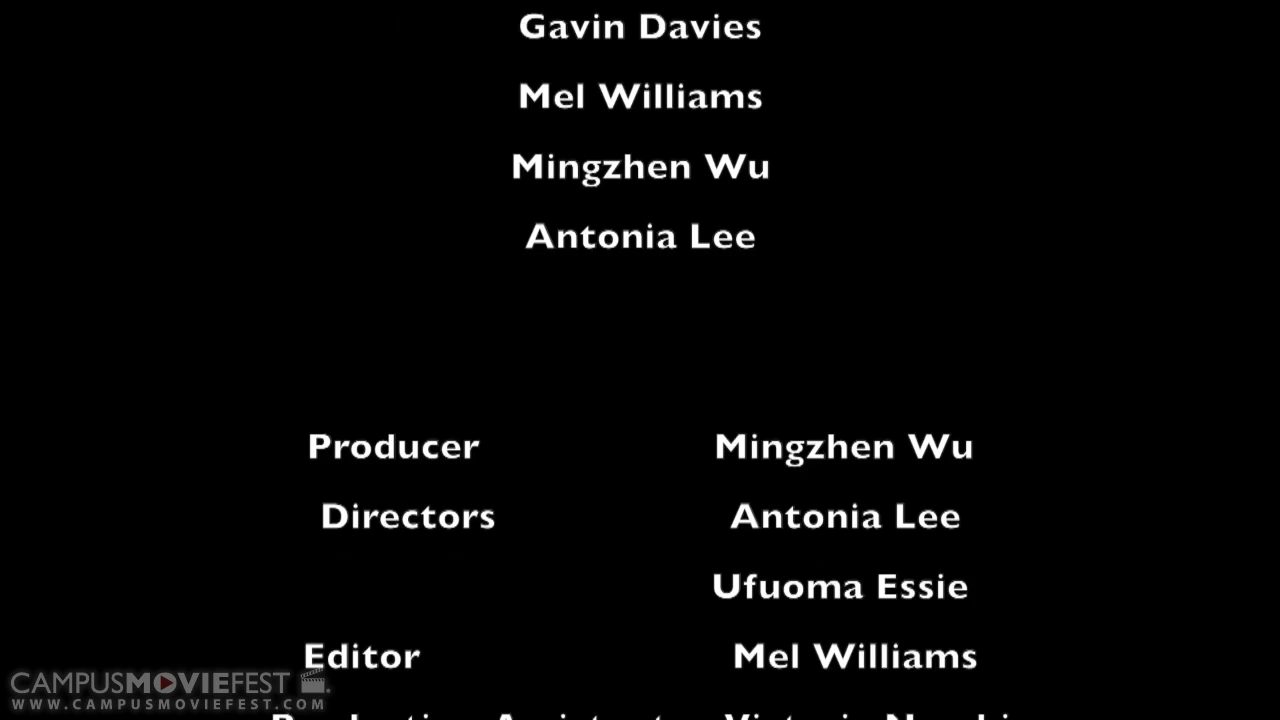 Gavin Davies
Mel Williams
Mingzhen Wu
Antonia Lee
Producer Mingzhen Wu
Directors Antonia Lee
Ufuoma Essie
Editor Mel Williams
CAMPUSMOVIEFEST
WWW.CAMPUSMOVIEFEST.COM